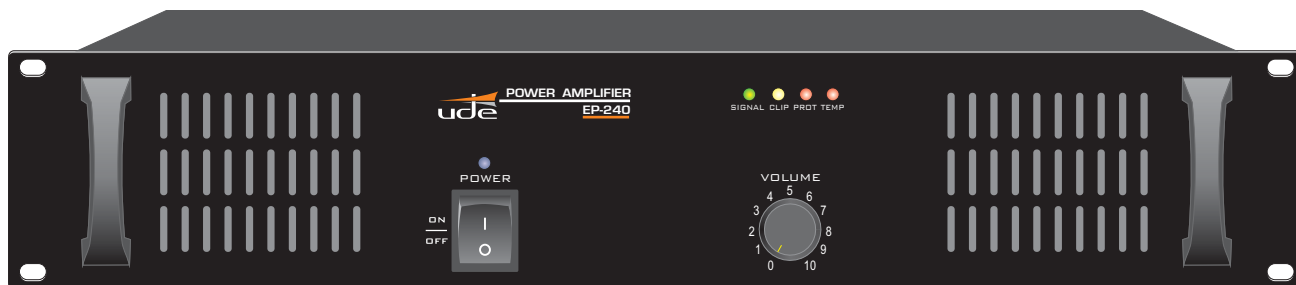 ude
POWER AMPLIFIER
EP-240
SIGNAL CLIP PROT TEMP
POWER
ON
OFF
I
O
VOLUME
0 1 2 3 4 5 6 7 8 9 10